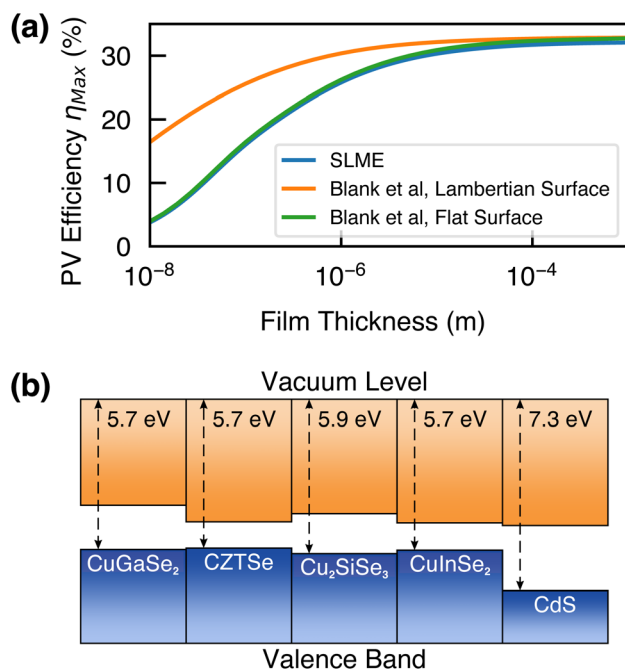 (a)
PV Efficiency η_Max (%)
30
20
10
0
SLME
Blank et al, Lambertian Surface
Blank et al, Flat Surface
10⁻⁸ 10⁻⁶ 10⁻⁴
Film Thickness (m)
(b)
Vacuum Level
5.7 eV 5.7 eV 5.9 eV 5.7 eV 7.3 eV
CuGaSe₂ CZTSe Cu₂SiSe₃ CuInSe₂
CdS
Valence Band